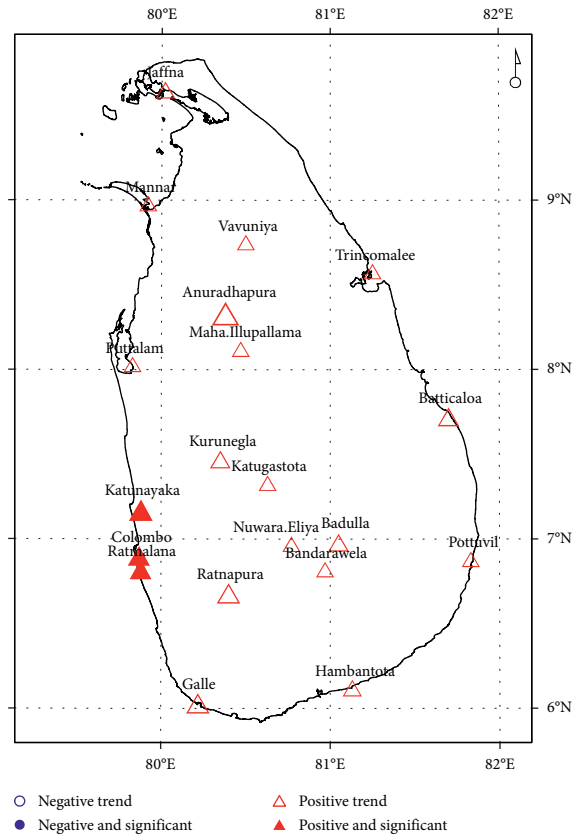 80°E 81°E 82°E
Jaffna
Mannar
9°N
Vavuniya
Trincomalee
Anuradhapura
Maha.Illupallama
Puttalam
8°N
Batticaloa
Kurunegla
Katugastota
Katunayaka
Nuwara.Eliya Badulla
Colombo
7°N
Ratmalana
Bandarawela
Pottuvil
Ratnapura
Galle
Hambantota
6°N
80°E 81°E 82°E
Negative trend Positive trend
Negative and significant Positive and significant